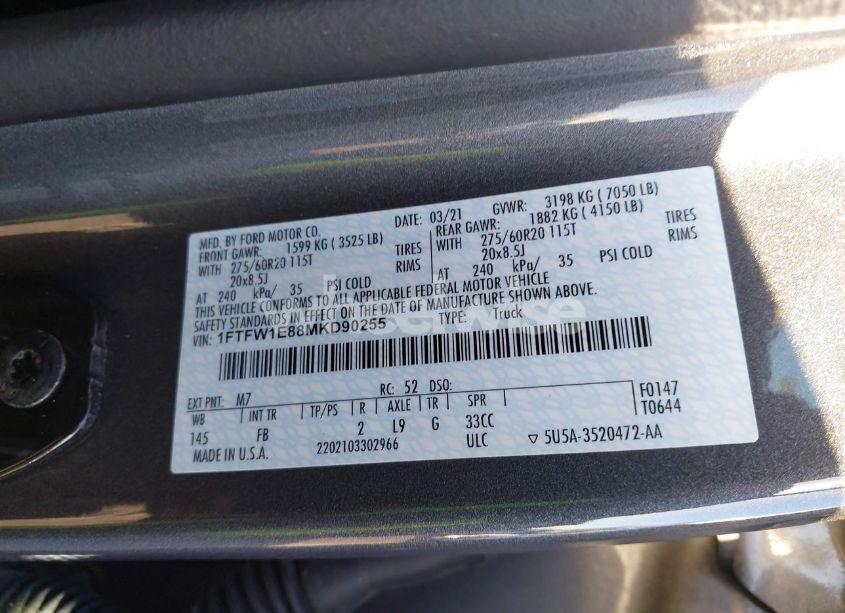 MFD. BY FORD MOTOR CO.
DATE: 03/21 GVWR: 3198 KG ( 7050 LB)
FRONT GAWR: 1599 KG ( 3525 LB) REAR GAWR: 1882 KG ( 4150 LB)
WITH 275/60R20 115T TIRES 275/60R20 115T TIRES
20x8.5J RIMS WITH 20x8.5J RIMS
AT 240 kPa/ 35 PSI COLD AT 240 kPa/ 35 PSI COLD
THIS VEHICLE CONFORMS TO ALL APPLICABLE FEDERAL MOTOR VEHICLE
SAFETY STANDARDS IN EFFECT ON THE DATE OF MANUFACTURE SHOWN ABOVE.
VIN: 1FTFW1E88MKD90255 TYPE: Truck
EXT PNT: M7 RC: 52 DSO:
WB INT TR TP/PS R AXLE TR SPR F0147
145 FB 2 L9 G 33CC T0644
MADE IN U.S.A. 2202103302966 ULC ▽ 5U5A-3520472-AA